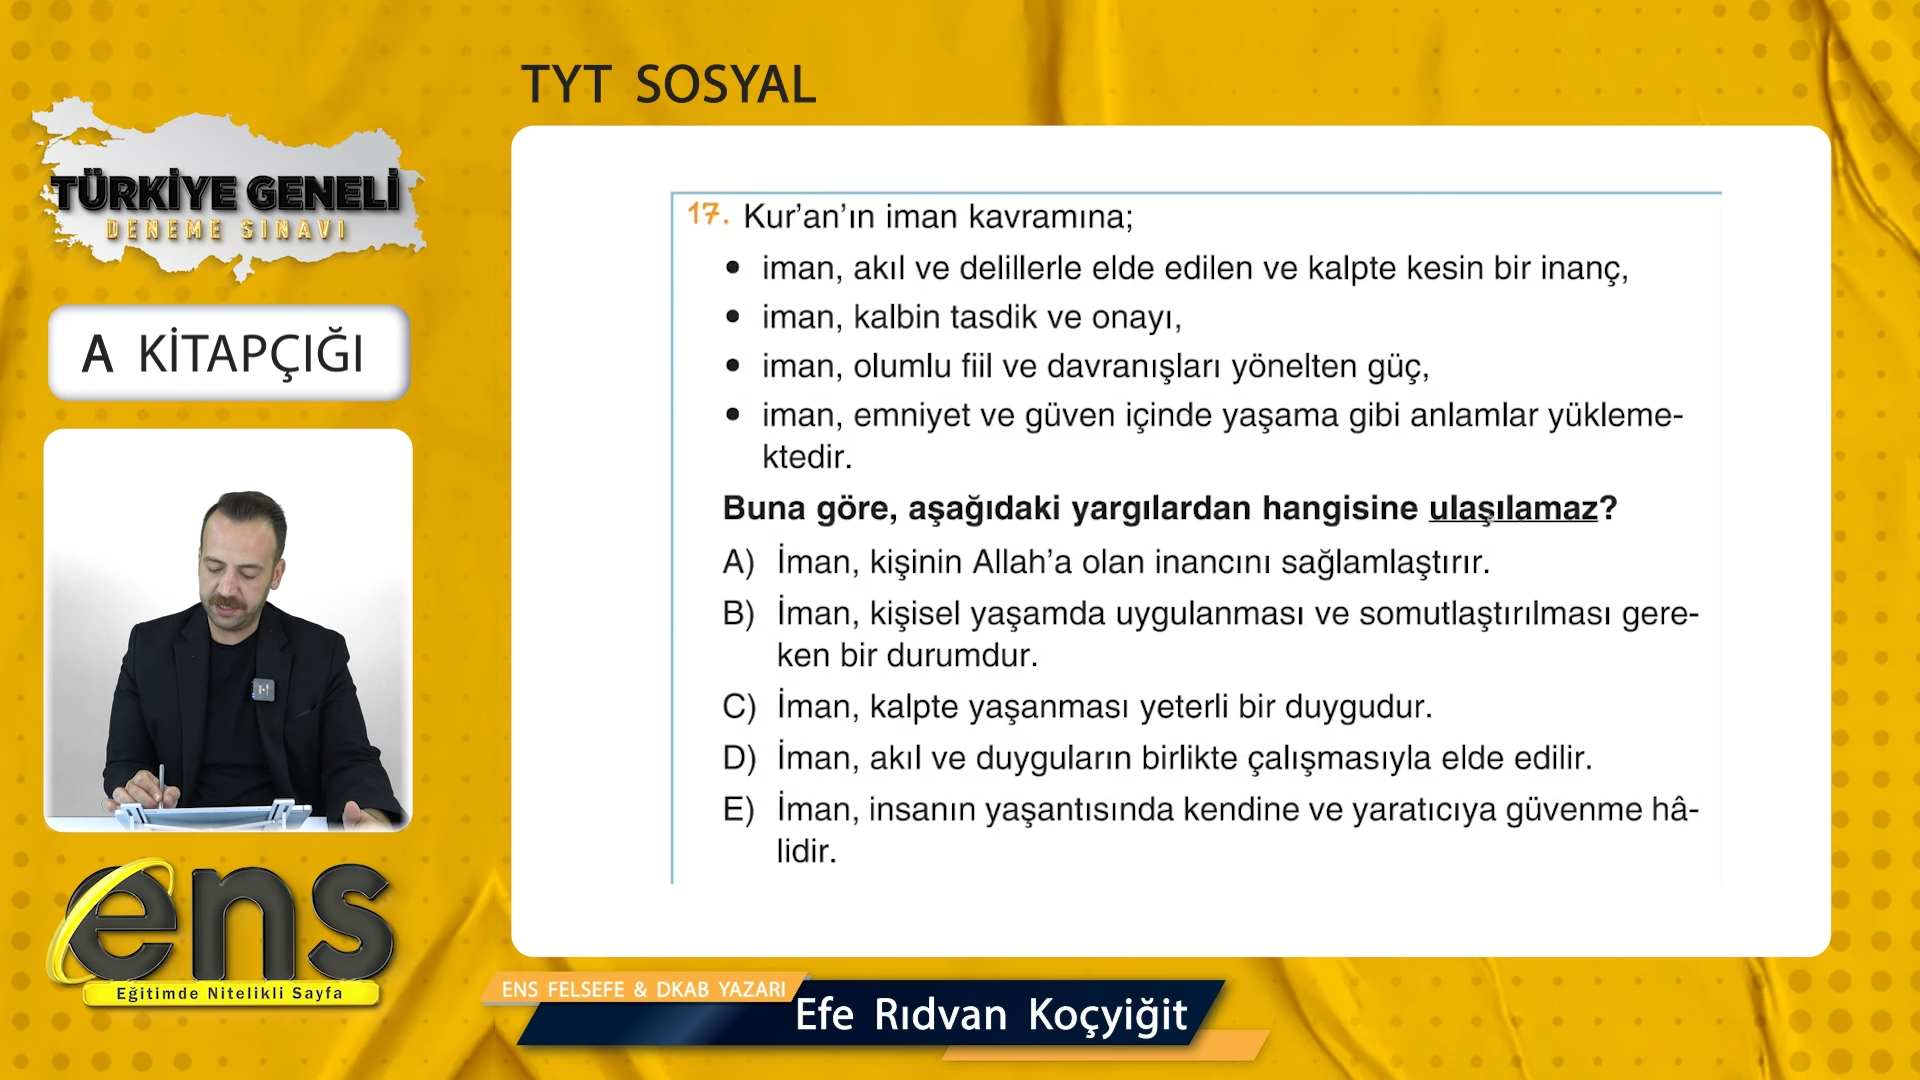 TYT SOSYAL
TÜRKİYE GENELİ
DENEME SINAVI
A KİTAPÇIĞI
17. Kur’an’ın iman kavramına;
• iman, akıl ve delillerle elde edilen ve kalpte kesin bir inanç,
• iman, kalbin tasdik ve onayı,
• iman, olumlu fiil ve davranışları yönelten güç,
• iman, emniyet ve güven içinde yaşama gibi anlamlar yükleme-
ktedir.
Buna göre, aşağıdaki yargılardan hangisine ulaşılamaz?
A) İman, kişinin Allah’a olan inancını sağlamlaştırır.
B) İman, kişisel yaşamda uygulanması ve somutlaştırılması gere-
ken bir durumdur.
C) İman, kalpte yaşanması yeterli bir duygudur.
D) İman, akıl ve duyguların birlikte çalışmasıyla elde edilir.
E) İman, insanın yaşantısında kendine ve yaratıcıya güvenme hâ-
lidir.
ens
Eğitimde Nitelikli Sayfa
ENS FELSEFE & DKAB YAZARI
Efe Rıdvan Koçyiğit